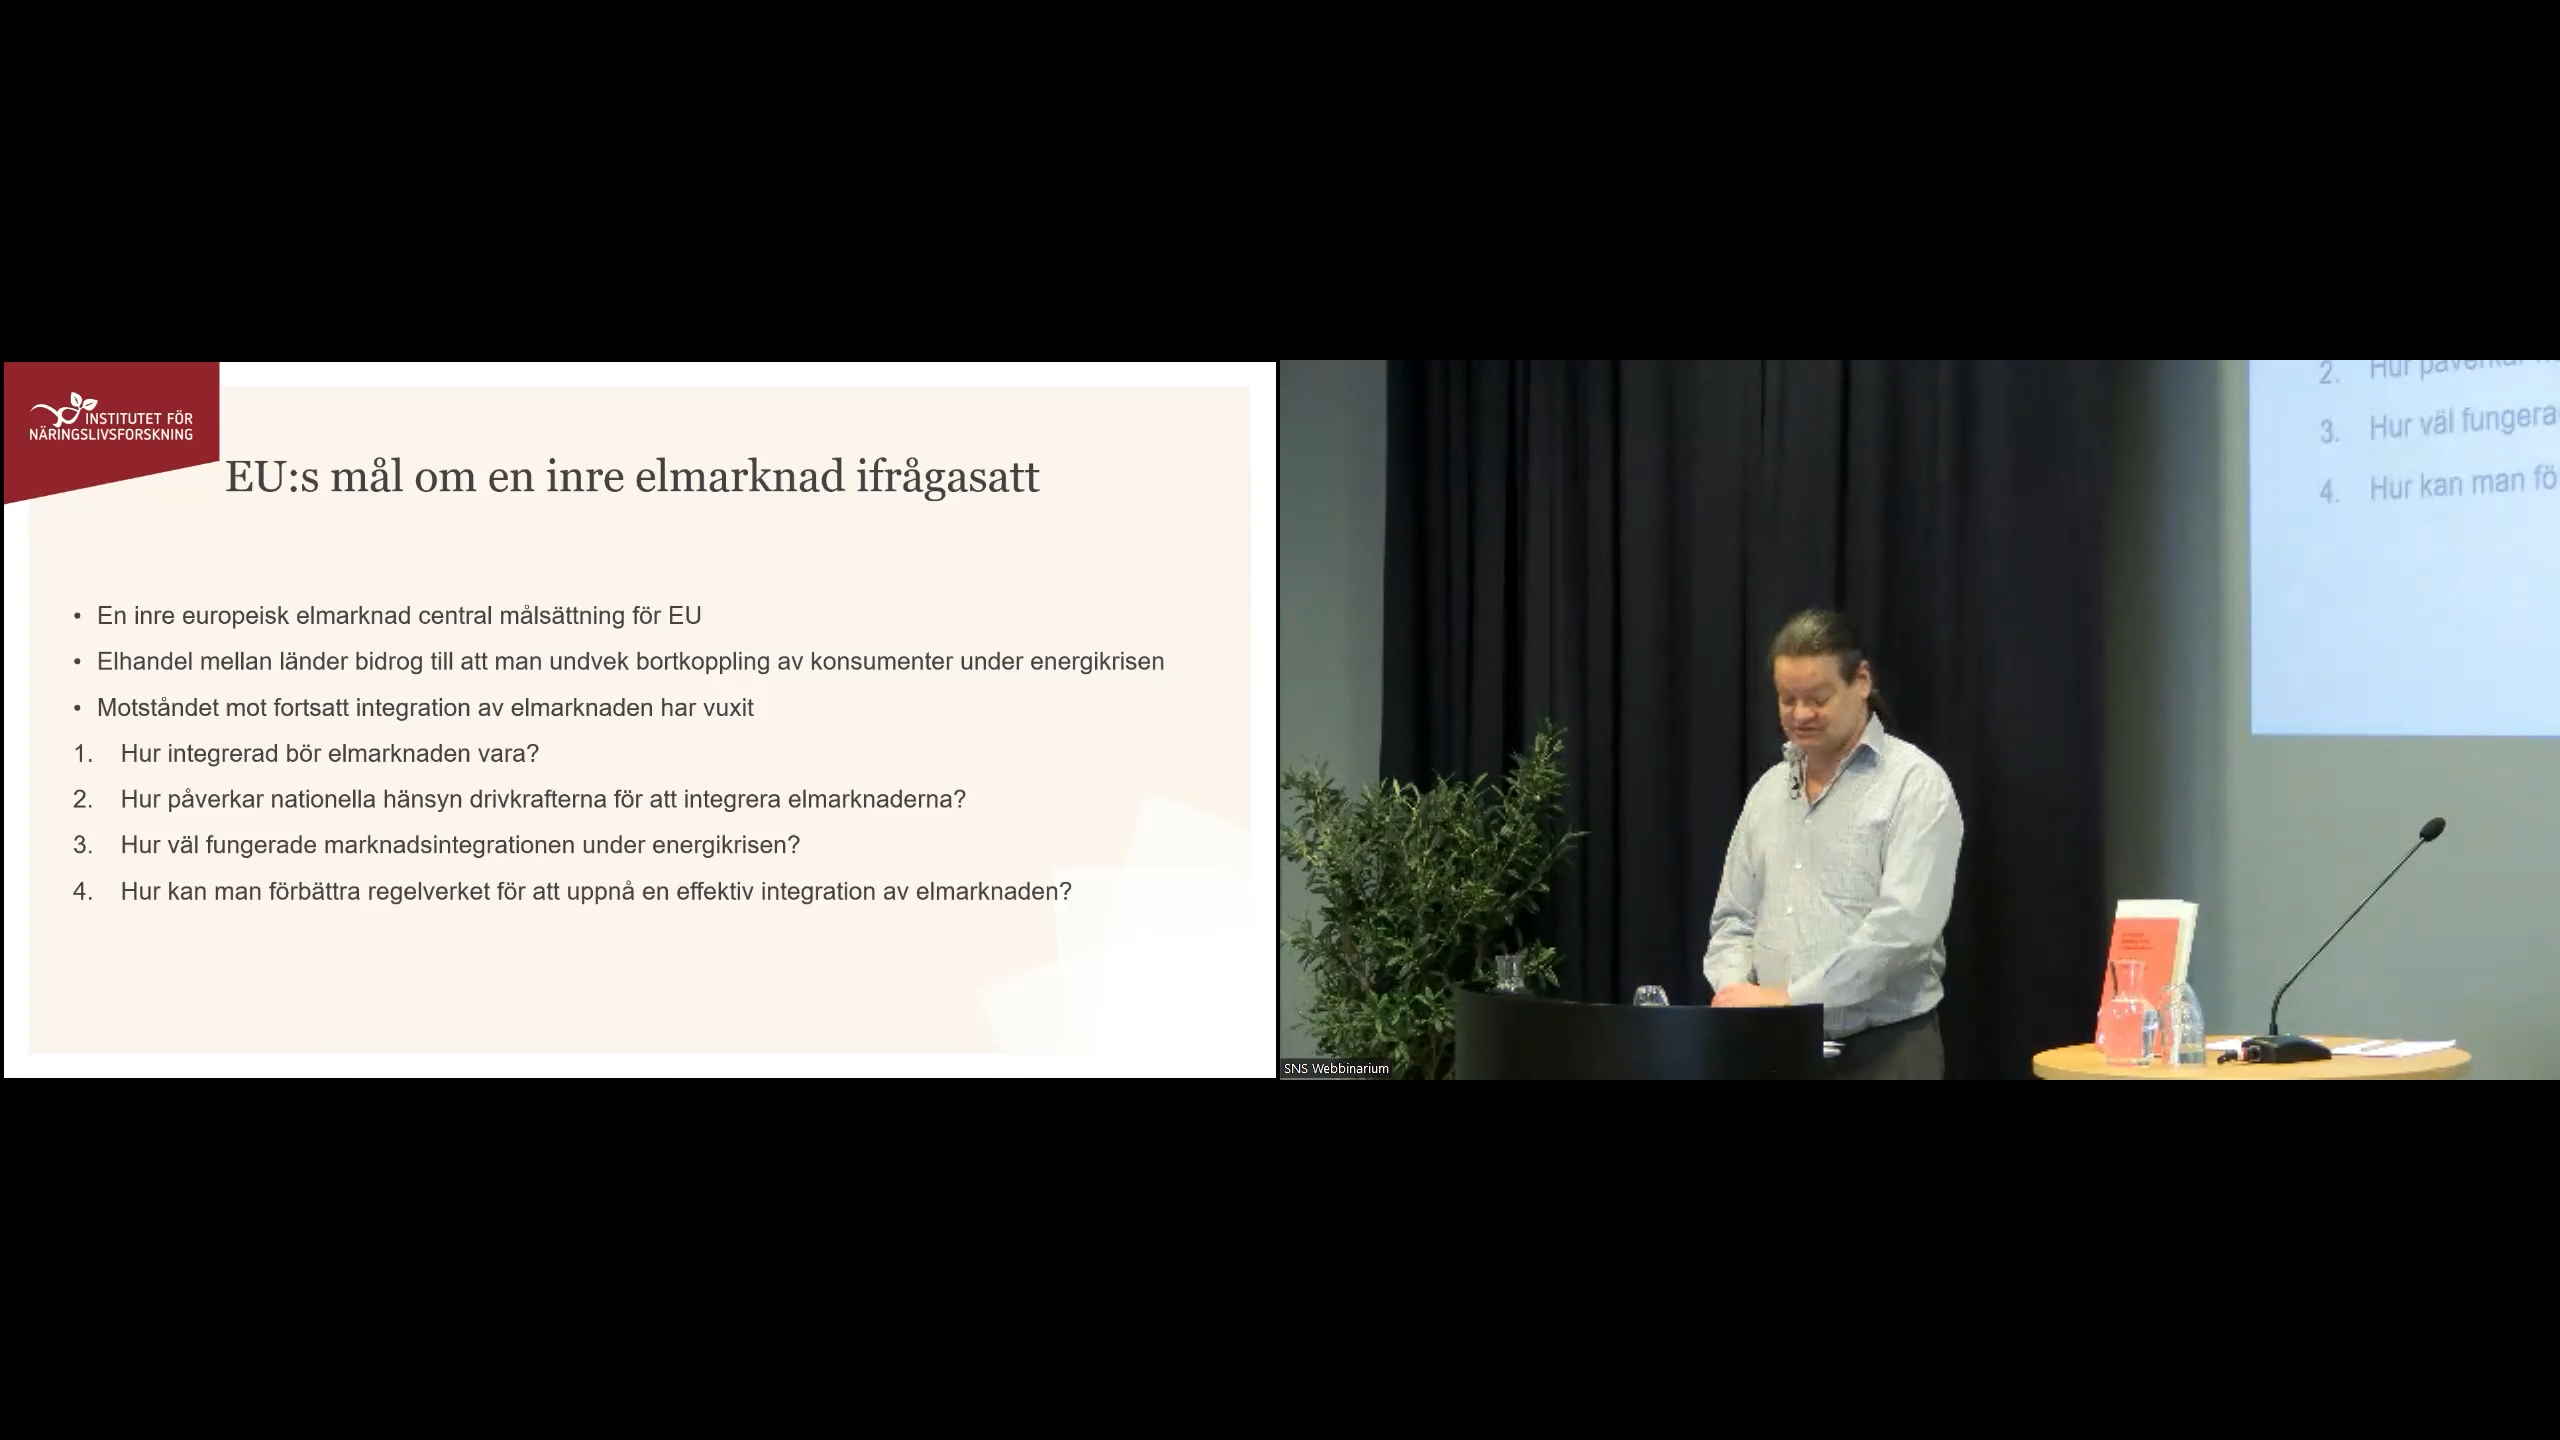 INSTITUTET FÖR
NÄRINGSLIVSFORSKNING
EU:s mål om en inre elmarknad ifrågasatt
• En inre europeisk elmarknad central målsättning för EU
• Elhandel mellan länder bidrog till att man undvek bortkoppling av konsumenter under energikrisen
• Motståndet mot fortsatt integration av elmarknaden har vuxit
1. Hur integrerad bör elmarknaden vara?
2. Hur påverkar nationella hänsyn drivkrafterna för att integrera elmarknaderna?
3. Hur väl fungerade marknadsintegrationen under energikrisen?
4. Hur kan man förbättra regelverket för att uppnå en effektiv integration av elmarknaden?
2. Hur påverkar
3. Hur väl fungera
4. Hur kan man fö
SNS Webbinarium